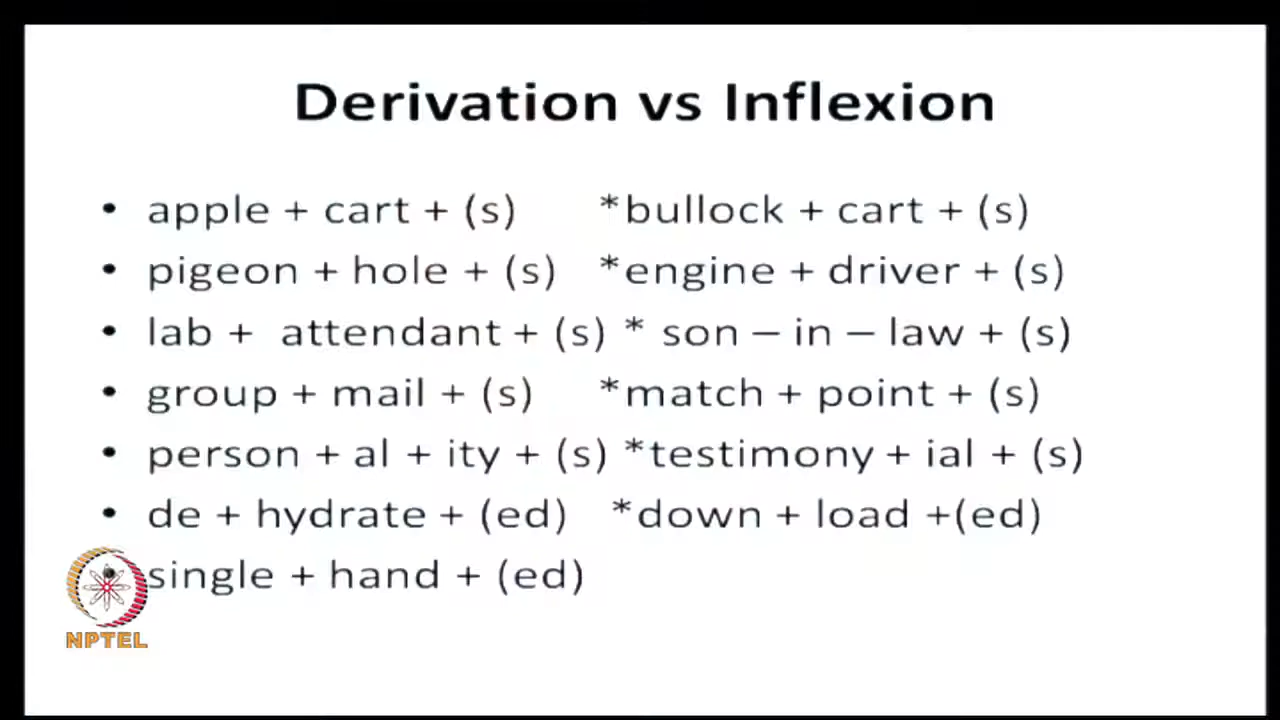 Derivation vs Inflexion
• apple + cart + (s) *bullock + cart + (s)
• pigeon + hole + (s) *engine + driver + (s)
• lab + attendant + (s) * son – in – law + (s)
• group + mail + (s) *match + point + (s)
• person + al + ity + (s) *testimony + ial + (s)
• de + hydrate + (ed) *down + load +(ed)
single + hand + (ed)
NPTEL